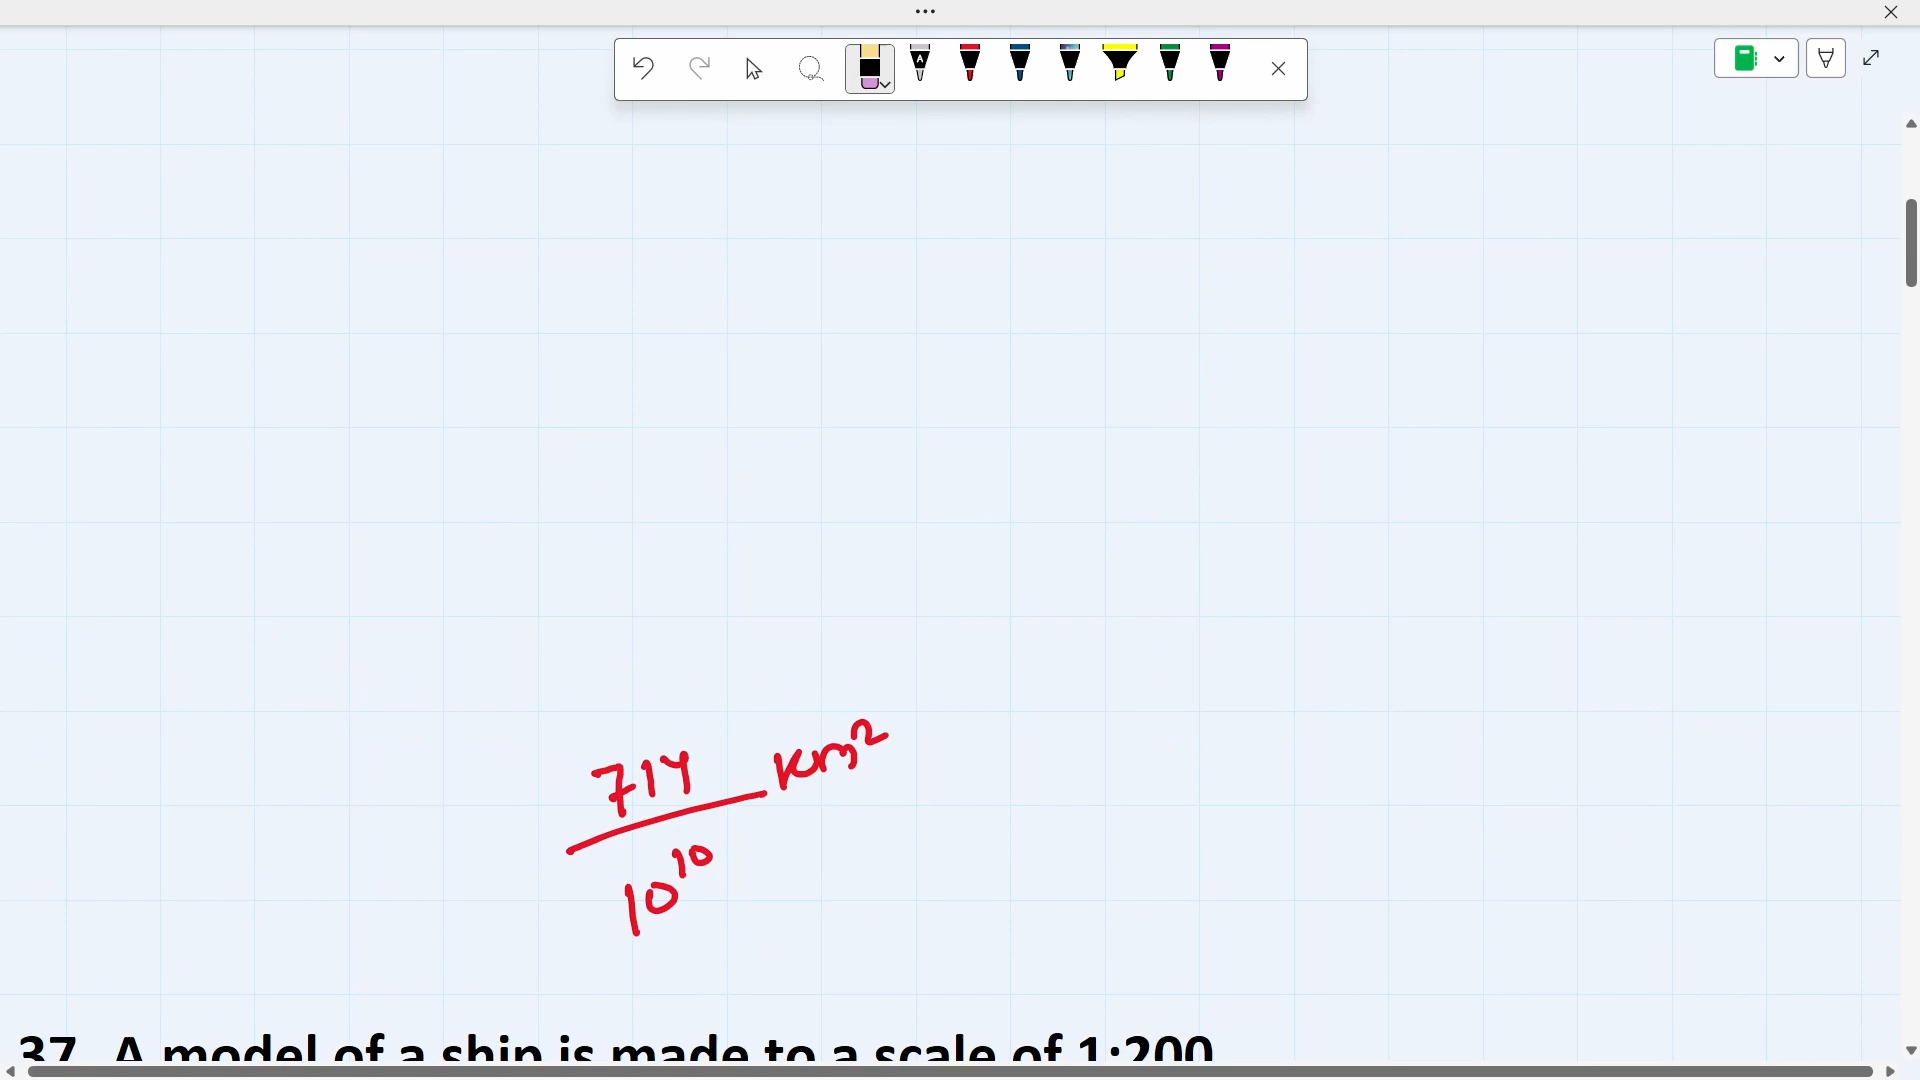 A
714 km²
10¹⁰
37. A model of a ship is made to a scale of 1:200